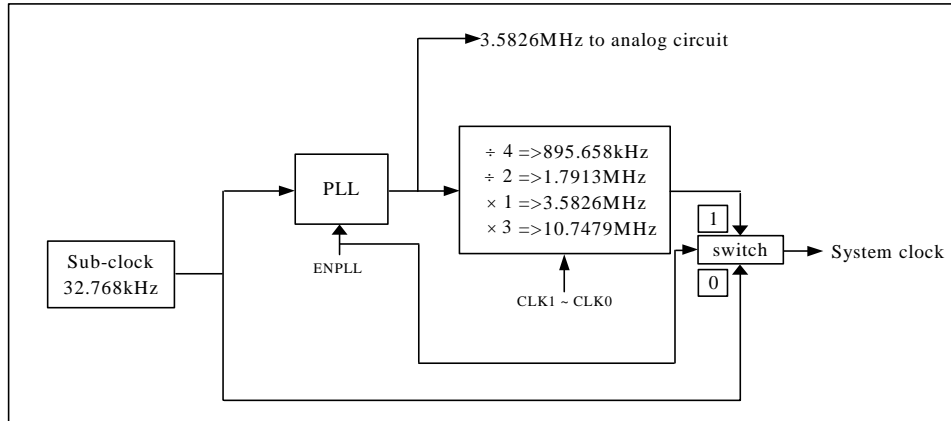 3.5826MHz to analog circuit
÷ 4 =>895.658kHz
÷ 2 =>1.7913MHz
× 1 =>3.5826MHz
× 3 =>10.7479MHz
PLL
1
switch
System clock
Sub-clock
32.768kHz
ENPLL
0
CLK1 ~ CLK0